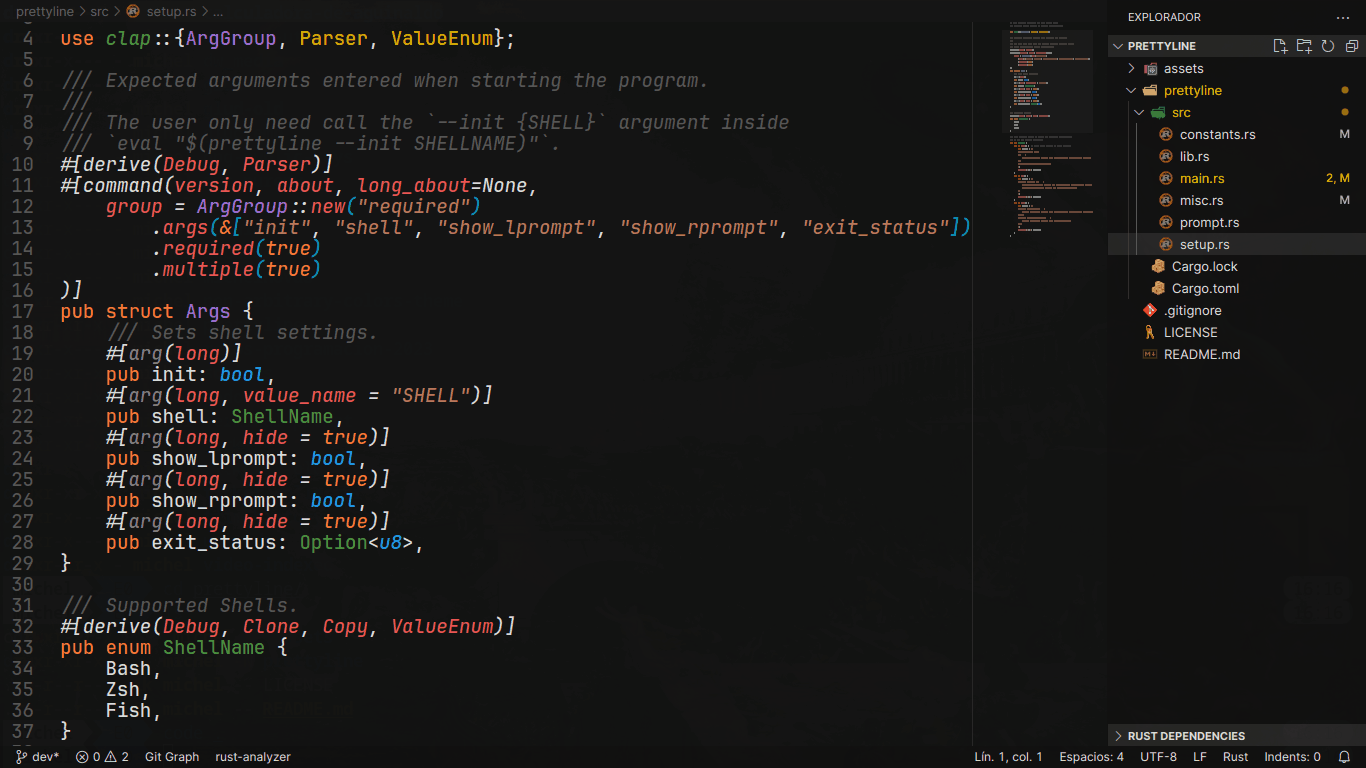 prettyline > src > setup.rs > ...
4 use clap::{ArgGroup, Parser, ValueEnum};
5
6 /// Expected arguments entered when starting the program.
7 ///
8 /// The user only need call the `--init {SHELL}` argument inside
9 /// `eval "$(prettyline --init SHELLNAME)"`.
10 #[derive(Debug, Parser)]
11 #[command(version, about, long_about=None,
12 group = ArgGroup::new("required")
13 .args(&["init", "shell", "show_lprompt", "show_rprompt", "exit_status"])
14 .required(true)
15 .multiple(true)
16 )]
17 pub struct Args {
18 /// Sets shell settings.
19 #[arg(long)]
20 pub init: bool,
21 #[arg(long, value_name = "SHELL")]
22 pub shell: ShellName,
23 #[arg(long, hide = true)]
24 pub show_lprompt: bool,
25 #[arg(long, hide = true)]
26 pub show_rprompt: bool,
27 #[arg(long, hide = true)]
28 pub exit_status: Option<u8>,
29 }
30
31 /// Supported Shells.
32 #[derive(Debug, Clone, Copy, ValueEnum)]
33 pub enum ShellName {
34 Bash,
35 Zsh,
36 Fish,
37 }
EXPLORADOR ...
PRETTYLINE
assets
prettyline
src
constants.rs M
lib.rs
main.rs 2, M
misc.rs M
prompt.rs
setup.rs
Cargo.lock
Cargo.toml
.gitignore
LICENSE
README.md
RUST DEPENDENCIES
dev* 0 2 Git Graph rust-analyzer Lín. 1, col. 1 Espacios: 4 UTF-8 LF Rust Indents: 0